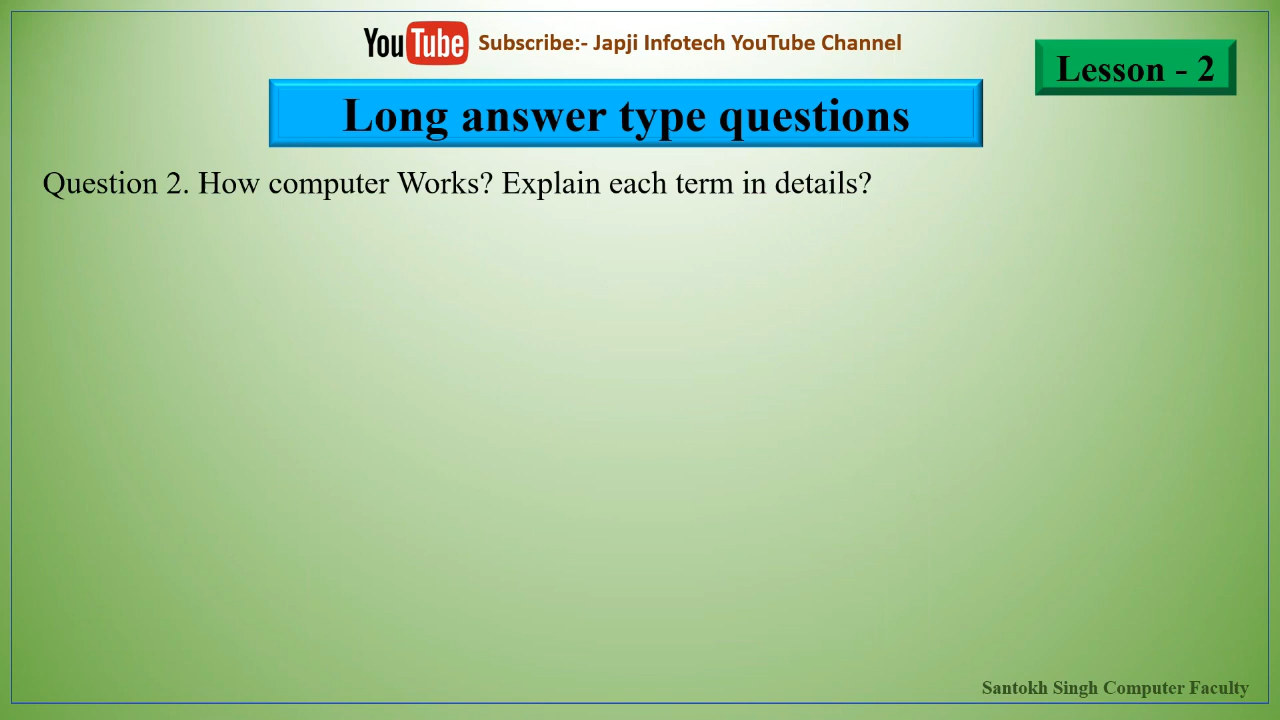 YouTube Subscribe:- Japji Infotech YouTube Channel
Lesson - 2
Long answer type questions
Question 2. How computer Works? Explain each term in details?
Santokh Singh Computer Faculty